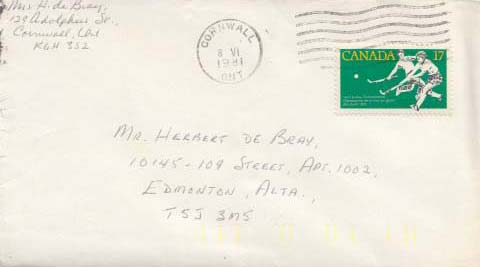 Mrs H. de Bray,
129 Adolphus St.,
Cornwall, Ont
K6H 3S2
CORNWALL
8 VI
1981
ONT
CANADA 17
Mr. Herbert de Bray,
10145-109 Street, Apt. 1002,
Edmonton, Alta.,
T5J 3M5